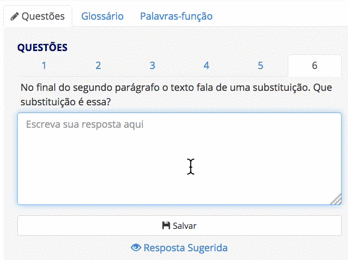 Questões Glossário Palavras-função
QUESTÕES
1 2 3 4 5 6
No final do segundo parágrafo o texto fala de uma substituição. Que
substituição é essa?
Escreva sua resposta aqui
Salvar
Resposta Sugerida